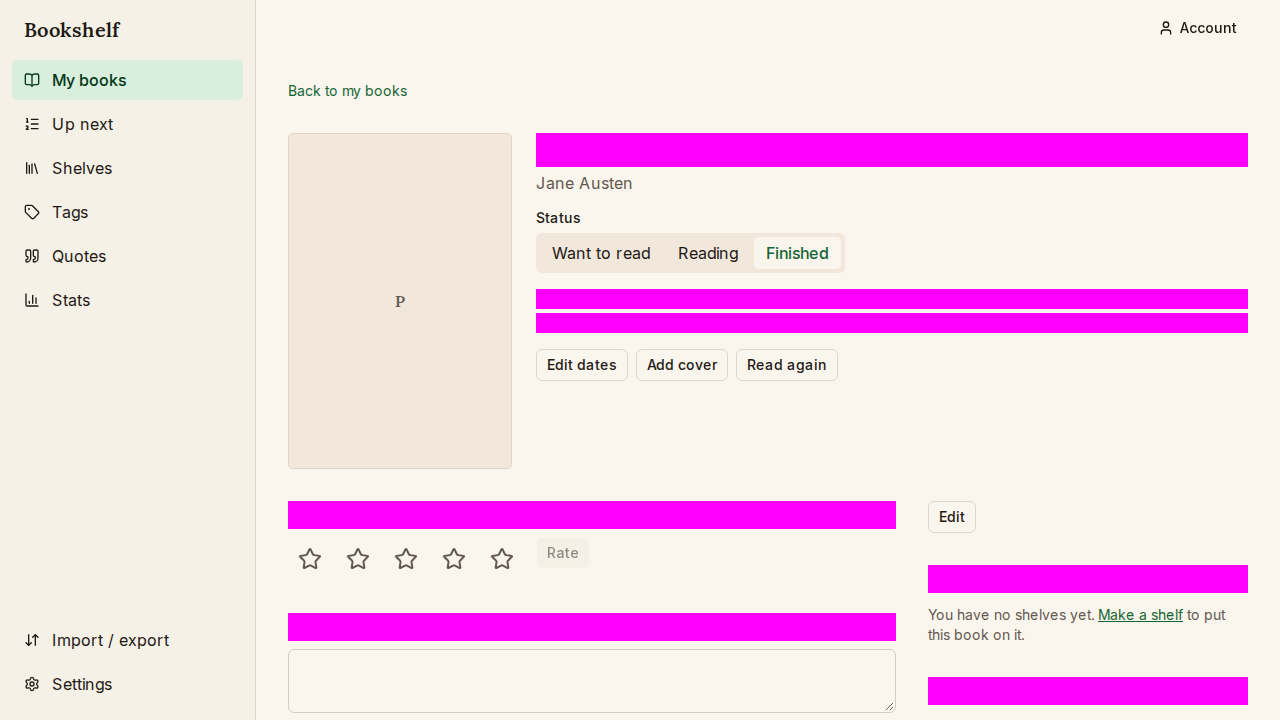 Bookshelf
Account
My books
Up next
Shelves
Tags
Quotes
Stats
Import / export
Settings
Back to my books
P
Jane Austen
Status
Want to read
Reading
Finished
Edit dates
Add cover
Read again
Rate
Edit
You have no shelves yet. Make a shelf to put
this book on it.